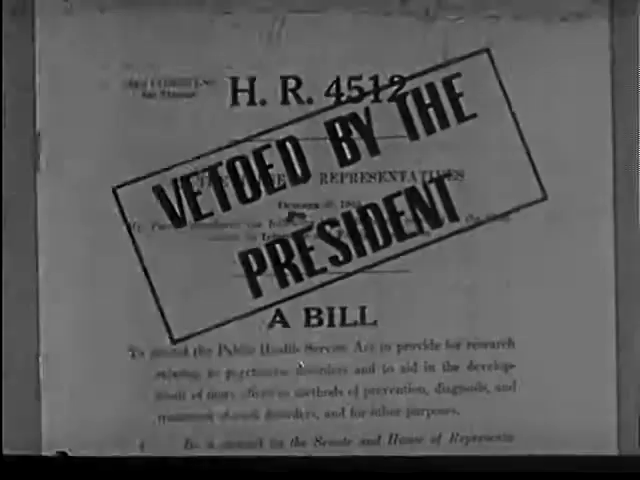 H. R. 4512
VETOED BY THE
PRESIDENT
REPRESENTATIVES
October
A BILL
To amend the Public Health Service Act to provide for research
relating to psychiatric disorders and to aid in the develop-
ment of more effective methods of prevention, diagnosis, and
treatment of such disorders, and for other purposes.
Be it enacted by the Senate and House of Representa